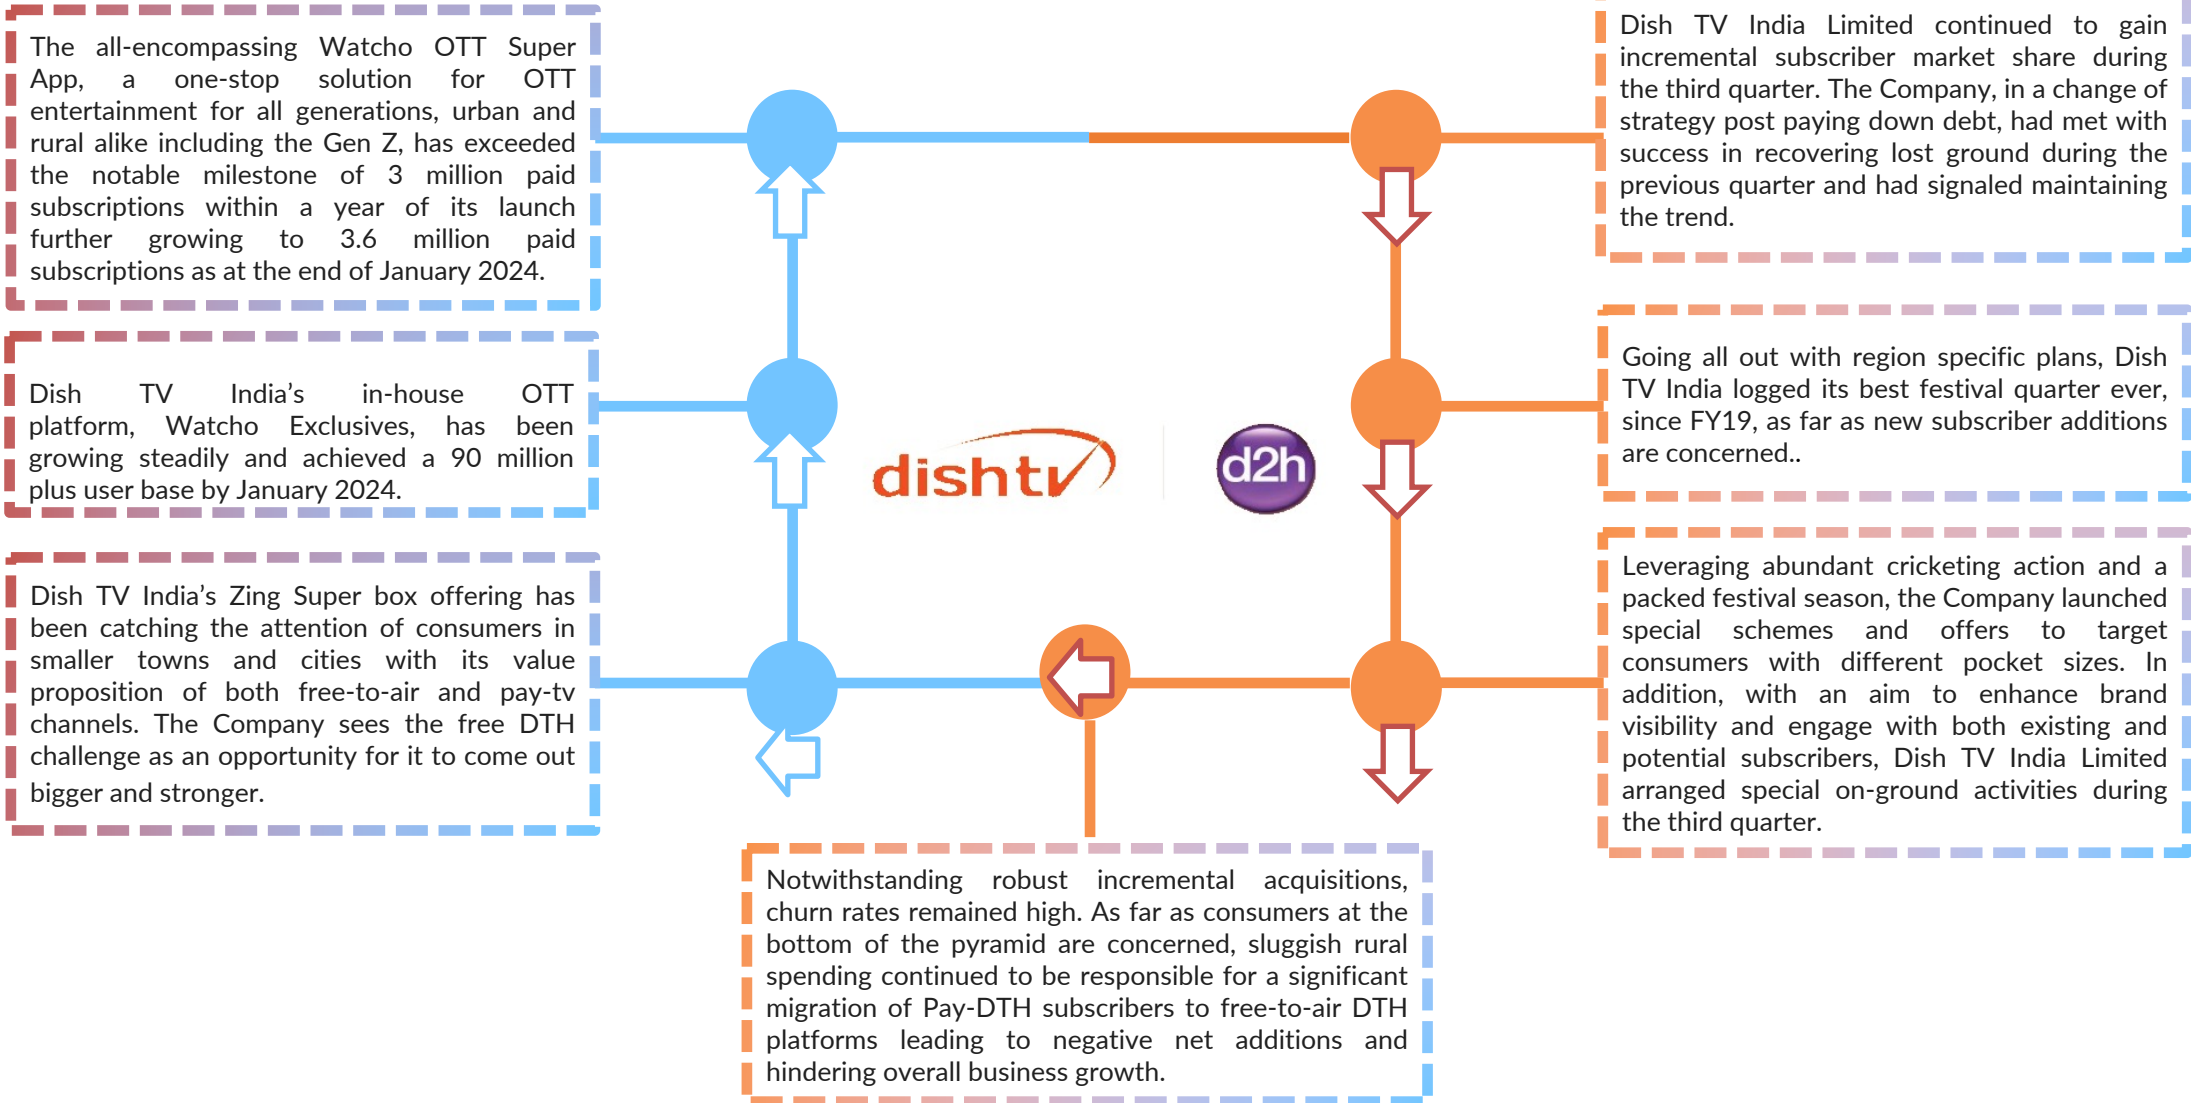 The all-encompassing Watcho OTT Super
App, a one-stop solution for OTT
entertainment for all generations, urban and
rural alike including the Gen Z, has exceeded
the notable milestone of 3 million paid
subscriptions within a year of its launch
further growing to 3.6 million paid
subscriptions as at the end of January 2024.
Dish TV India’s in-house OTT
platform, Watcho Exclusives, has been
growing steadily and achieved a 90 million
plus user base by January 2024.
Dish TV India’s Zing Super box offering has
been catching the attention of consumers in
smaller towns and cities with its value
proposition of both free-to-air and pay-tv
channels. The Company sees the free DTH
challenge as an opportunity for it to come out
bigger and stronger.
dishtv
d2h
Dish TV India Limited continued to gain
incremental subscriber market share during
the third quarter. The Company, in a change of
strategy post paying down debt, had met with
success in recovering lost ground during the
previous quarter and had signaled maintaining
the trend.
Going all out with region specific plans, Dish
TV India logged its best festival quarter ever,
since FY19, as far as new subscriber additions
are concerned..
Leveraging abundant cricketing action and a
packed festival season, the Company launched
special schemes and offers to target
consumers with different pocket sizes. In
addition, with an aim to enhance brand
visibility and engage with both existing and
potential subscribers, Dish TV India Limited
arranged special on-ground activities during
the third quarter.
Notwithstanding robust incremental acquisitions,
churn rates remained high. As far as consumers at the
bottom of the pyramid are concerned, sluggish rural
spending continued to be responsible for a significant
migration of Pay-DTH subscribers to free-to-air DTH
platforms leading to negative net additions and
hindering overall business growth.